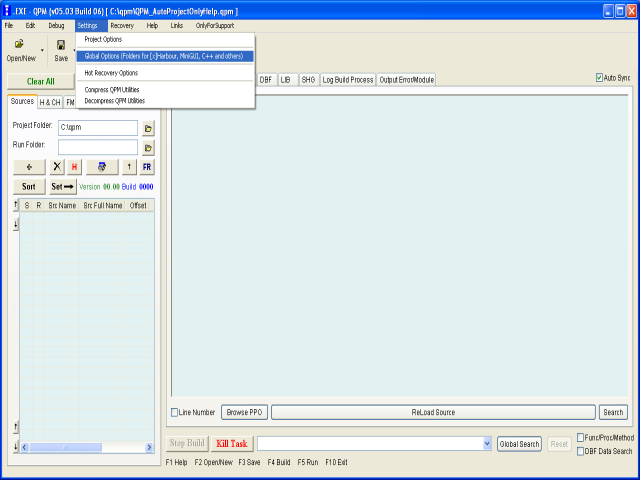 .EXE - QPM (v05.03 Build 06) [ C:\qpm\QPM_AutoProjectOnlyHelp.qpm ]
File Edit Debug Settings Recovery Help Links OnlyForSupport
Project Options
Global Options (Folders for [x]Harbour, MiniGUI, C++ and others)
Hot Recovery Options
Compress QPM Utilities
Decompress QPM Utilities
Open/New Save
Clear All
DBF LIB SHG Log Build Process Output Error/Module Auto Sync
Sources H & CH FM
Project Folder: C:\qpm
Run Folder:
H FR
Sort Set Version 00.00 Build 0000
S R Src Name Src Full Name Offset
Line Number Browse PPO ReLoad Source Search
Stop Build Kill Task Global Search Reset Func/Proc/Method
DBF Data Search
F1 Help F2 Open/New F3 Save F4 Build F5 Run F10 Exit